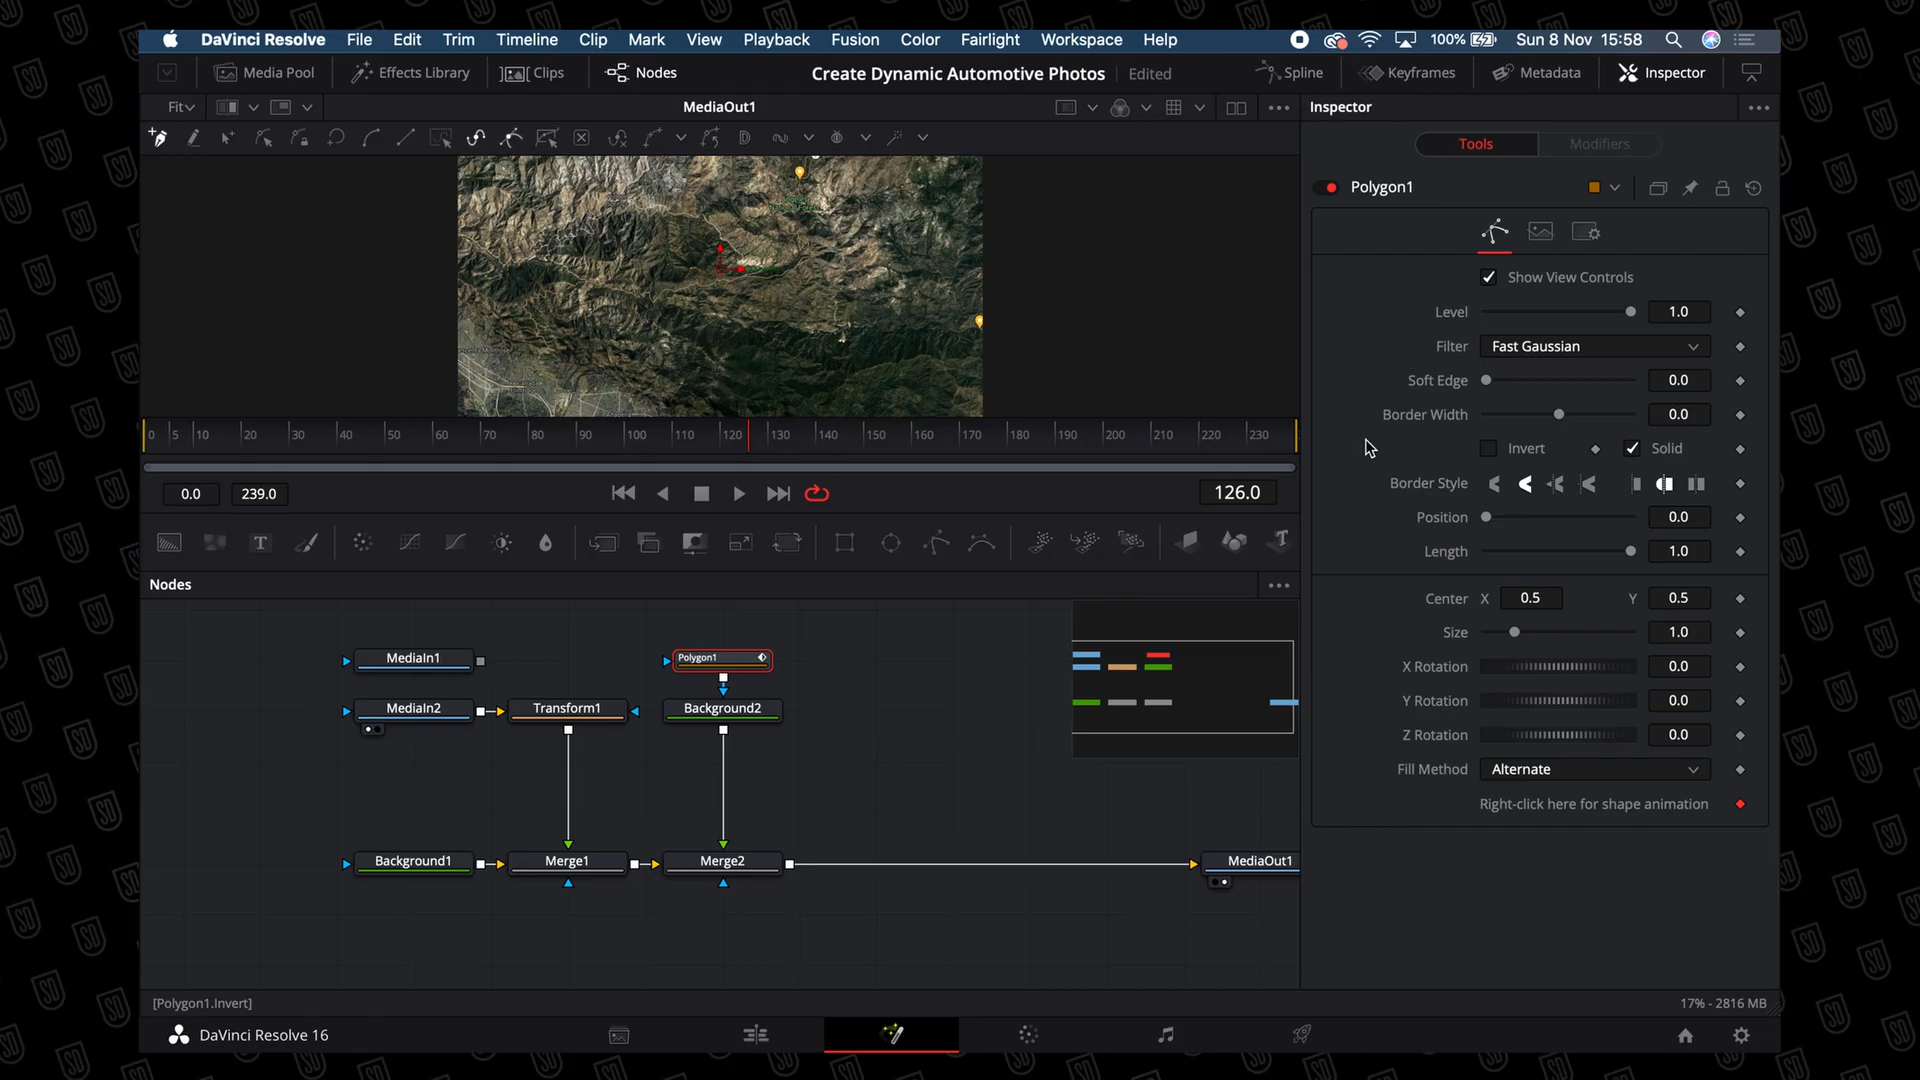 DaVinci Resolve File Edit Trim Timeline Clip Mark View Playback Fusion Color Fairlight Workspace Help 100% Sun 8 Nov 15:58
Media Pool Effects Library Clips Nodes Create Dynamic Automotive Photos Edited Spline Keyframes Metadata Inspector
Fit MediaOut1 Inspector
Tools Modifiers
Polygon1
Show View Controls
Level 1.0
Filter Fast Gaussian
Soft Edge 0.0
Border Width 0.0
0 5 10 20 30 40 50 60 70 80 90 100 110 120 130 140 150 160 170 180 190 200 210 220 230
Invert Solid
Border Style
0.0 239.0 126.0
Position 0.0
Length 1.0
Nodes
Center X 0.5 Y 0.5
Size 1.0
MediaIn1 Polygon1
X Rotation 0.0
MediaIn2 Transform1 Background2
Y Rotation 0.0
Z Rotation 0.0
Fill Method Alternate
Right-click here for shape animation
Background1 Merge1 Merge2 MediaOut1
[Polygon1.Invert] 17% - 2816 MB
DaVinci Resolve 16